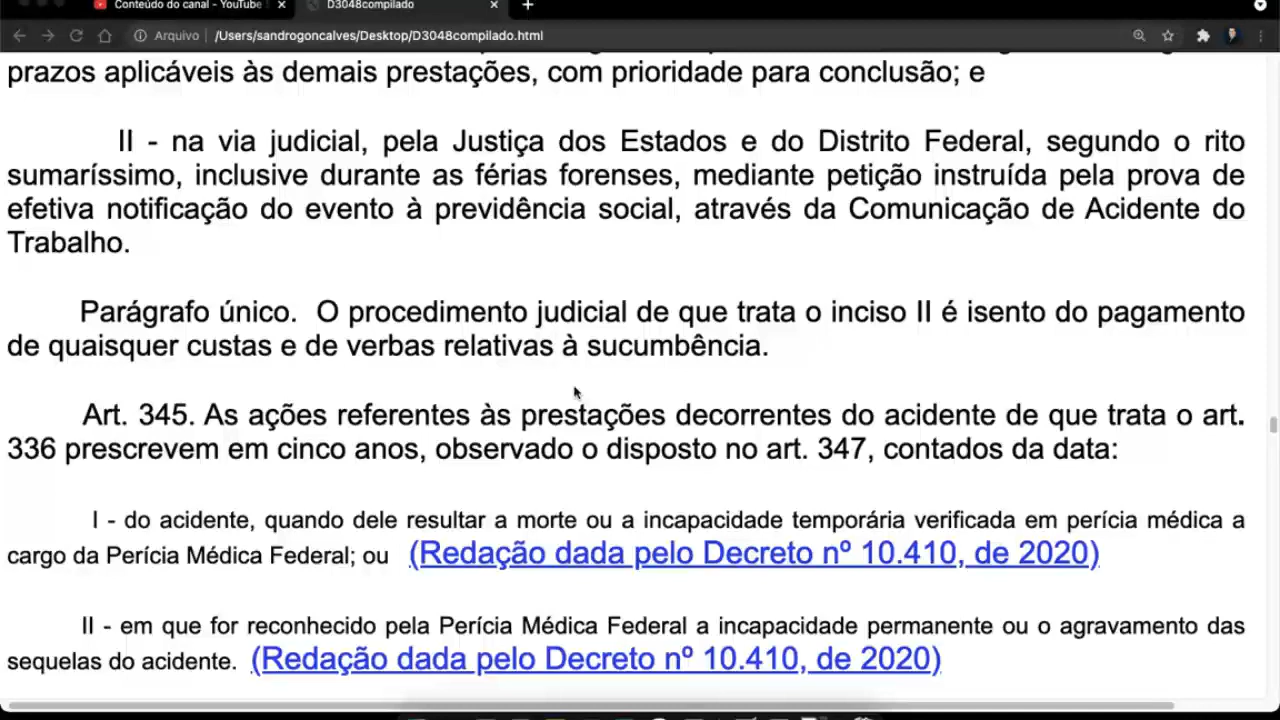 Conteúdo do canal - YouTube
D3048compilado
Arquivo
/Users/sandrogoncalves/Desktop/D3048compilado.html
prazos aplicáveis às demais prestações, com prioridade para conclusão; e
II - na via judicial, pela Justiça dos Estados e do Distrito Federal, segundo o rito
sumaríssimo, inclusive durante as férias forenses, mediante petição instruída pela prova de
efetiva notificação do evento à previdência social, através da Comunicação de Acidente do
Trabalho.
Parágrafo único. O procedimento judicial de que trata o inciso II é isento do pagamento
de quaisquer custas e de verbas relativas à sucumbência.
Art. 345. As ações referentes às prestações decorrentes do acidente de que trata o art.
336 prescrevem em cinco anos, observado o disposto no art. 347, contados da data:
I - do acidente, quando dele resultar a morte ou a incapacidade temporária verificada em perícia médica a
cargo da Perícia Médica Federal; ou (Redação dada pelo Decreto nº 10.410, de 2020)
II - em que for reconhecido pela Perícia Médica Federal a incapacidade permanente ou o agravamento das
sequelas do acidente. (Redação dada pelo Decreto nº 10.410, de 2020)